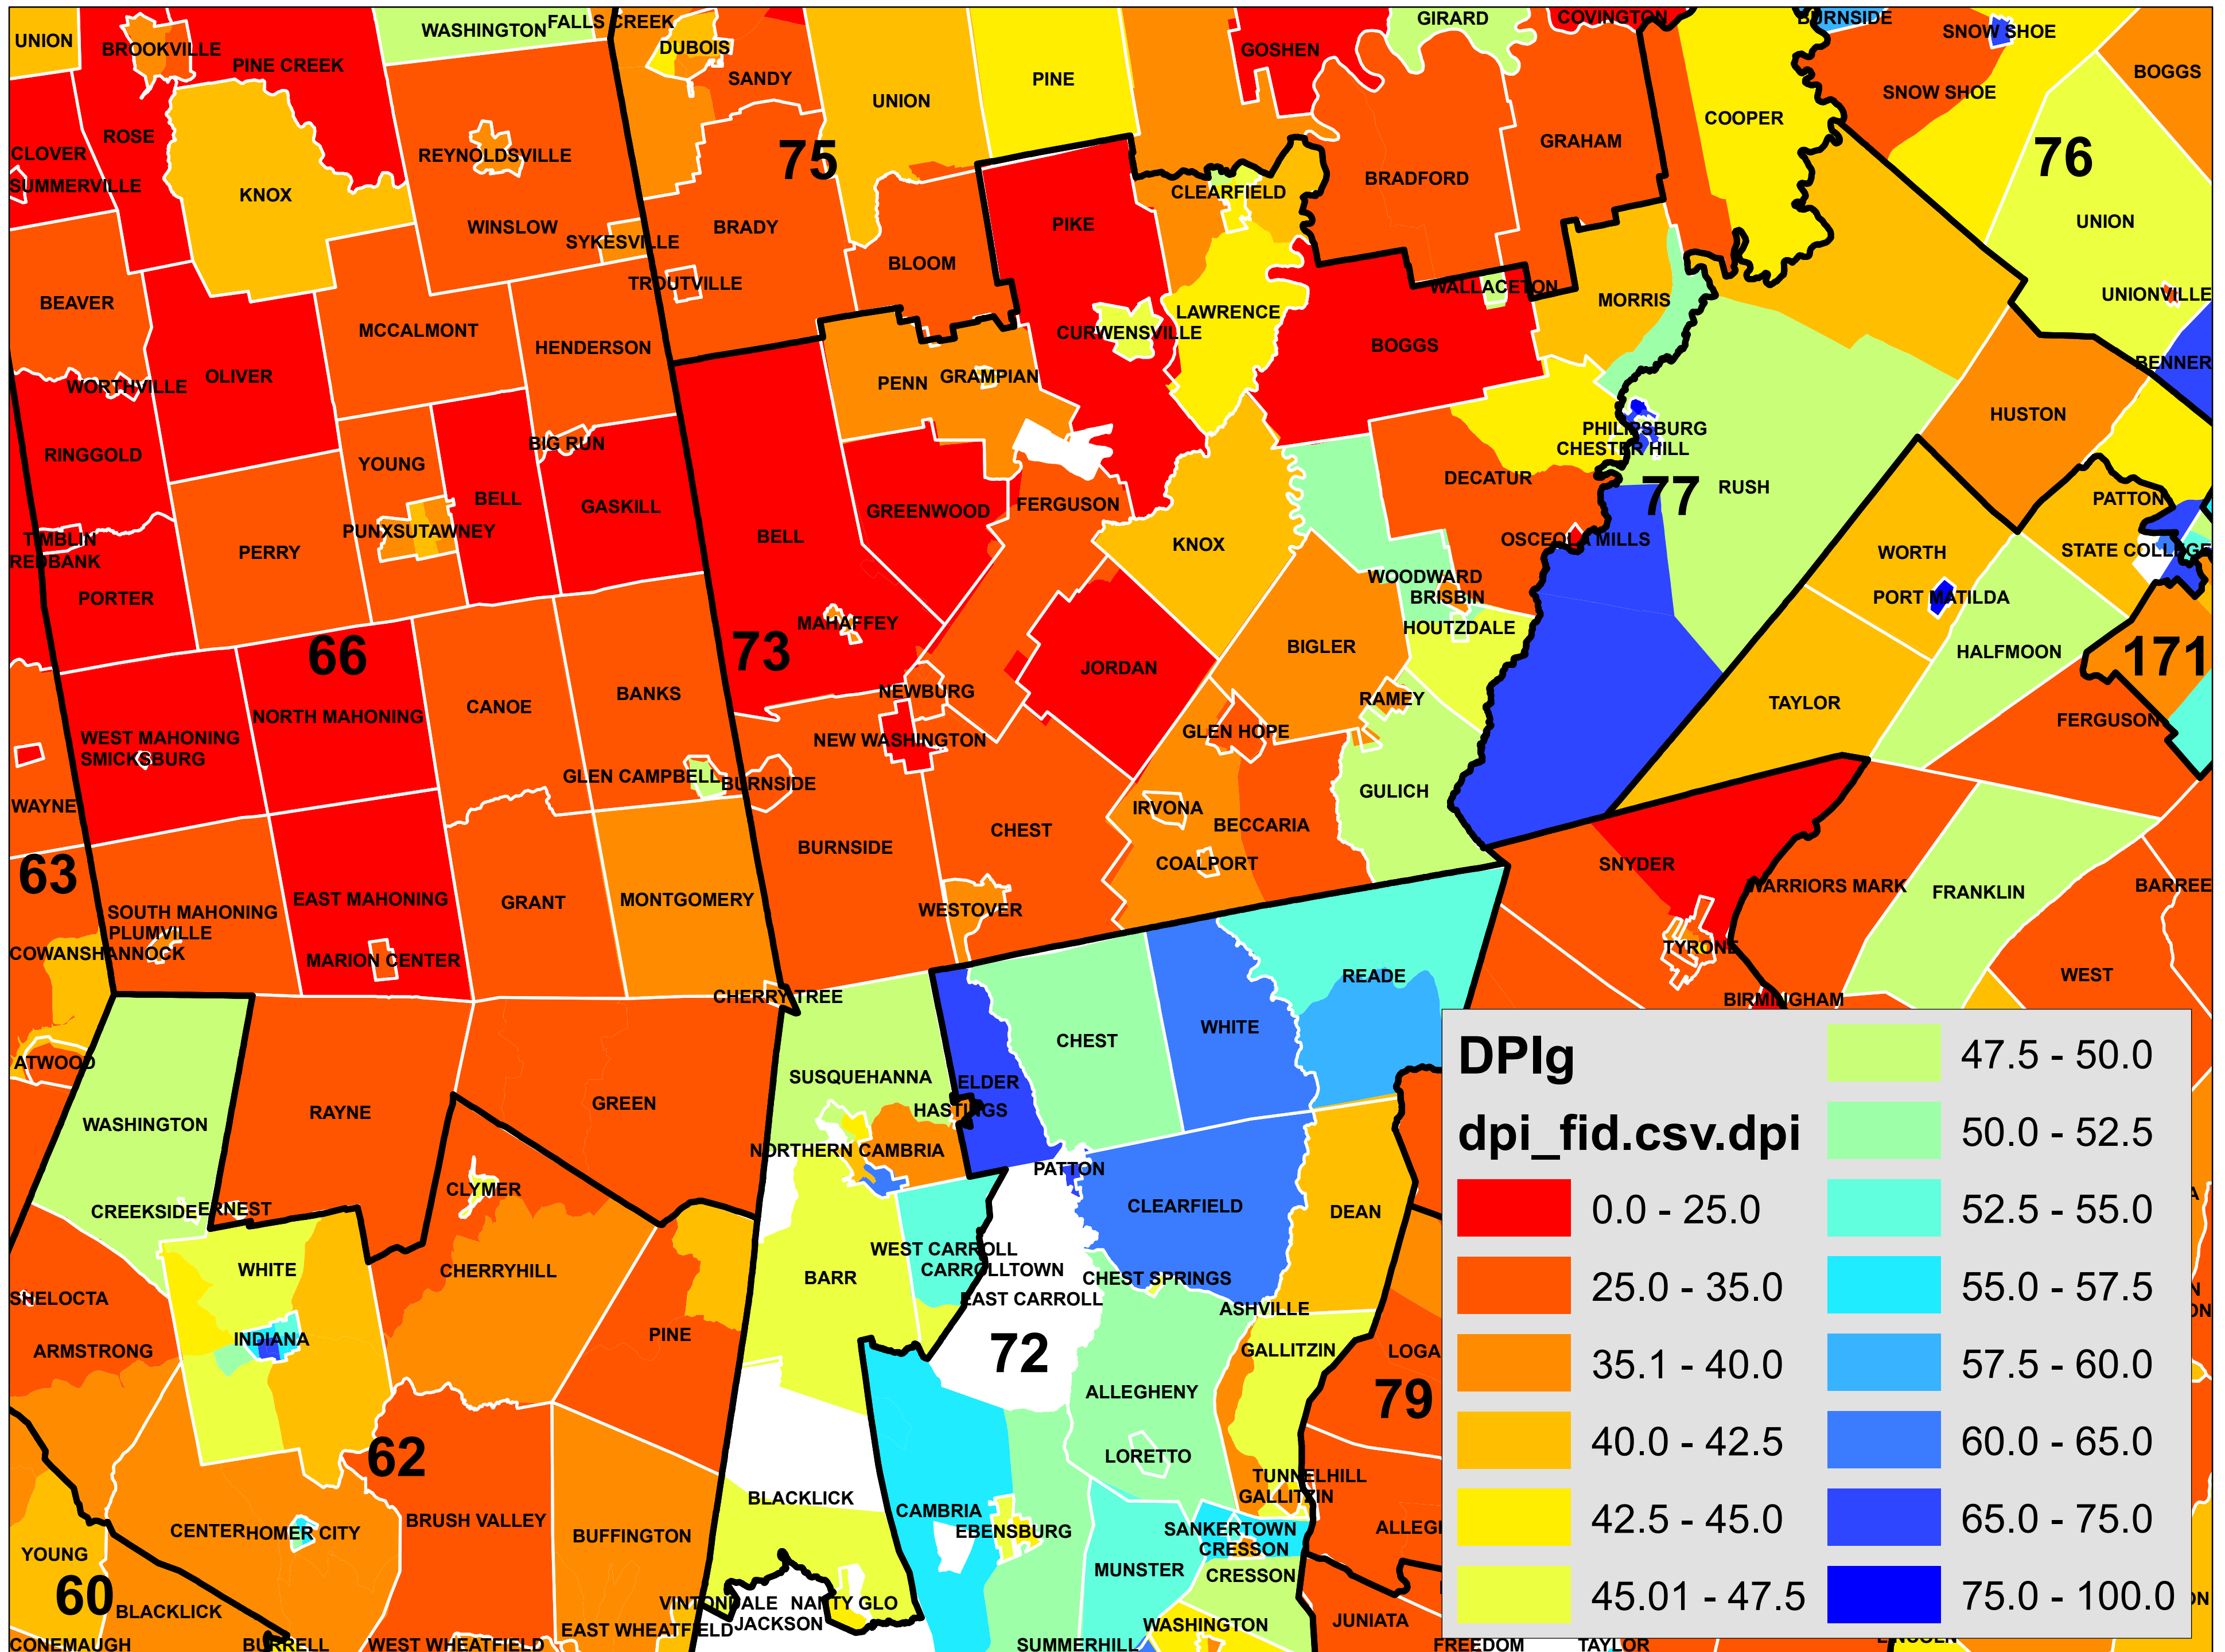 UNION
BROOKVILLE
PINE CREEK
WASHINGTON
FALLS CREEK
DUBOIS
SANDY
UNION
PINE
GOSHEN
GIRARD
COVINGTON
BURNSIDE
SNOW SHOE
SNOW SHOE
BOGGS
COOPER
CLOVER
ROSE
SUMMERVILLE
KNOX
REYNOLDSVILLE
WINSLOW
SYKESVILLE
75
BRADY
TROUTVILLE
BLOOM
PIKE
CLEARFIELD
BRADFORD
GRAHAM
76
UNION
UNIONVILLE
BEAVER
MCCALMONT
HENDERSON
OLIVER
WORTHVILLE
PENN
GRAMPIAN
CURWENSVILLE
LAWRENCE
BOGGS
WALLACETON
MORRIS
BENNER
HUSTON
RINGGOLD
YOUNG
BIG RUN
BELL
GASKILL
PUNXSUTAWNEY
BELL
GREENWOOD
FERGUSON
KNOX
DECATUR
PHILIPSBURG
CHESTER HILL
77
RUSH
PATTON
STATE COLLEGE
TIMBLIN
REDBANK
PORTER
PERRY
WOODWARD
BRISBIN
HOUTZDALE
OSCEOLA MILLS
WORTH
PORT MATILDA
HALFMOON
171
66
73
MAHAFFEY
NEWBURG
NEW WASHINGTON
JORDAN
BIGLER
RAMEY
GLEN HOPE
TAYLOR
FERGUSON
WEST MAHONING
SMICKSBURG
NORTH MAHONING
CANOE
BANKS
GLEN CAMPBELL
BURNSIDE
WAYNE
63
BURNSIDE
CHEST
IRVONA
BECCARIA
COALPORT
GULICH
SNYDER
WARRIORS MARK
FRANKLIN
BARREE
SOUTH MAHONING
PLUMVILLE
COWANSHANNOCK
EAST MAHONING
MARION CENTER
GRANT
MONTGOMERY
WESTOVER
TYRONE
WEST
BIRMINGHAM
CHERRY TREE
READE
ATWOOD
WASHINGTON
RAYNE
GREEN
SUSQUEHANNA
ELDER
HASTINGS
CHEST
WHITE
NORTHERN CAMBRIA
PATTON
CLEARFIELD
DEAN
CREEKSIDE
ERNEST
CLYMER
WHITE
CHERRYHILL
BARR
WEST CARROLL
CARROLLTOWN
EAST CARROLL
CHEST SPRINGS
ASHVILLE
SHELOCTA
ARMSTRONG
INDIANA
PINE
72
GALLITZIN
LOGA
ALLEGHENY
79
62
LORETTO
TUNNELHILL
GALLITZIN
BLACKLICK
CAMBRIA
EBENSBURG
SANKERTOWN
CRESSON
ALLEG
CENTER
HOMER CITY
BRUSH VALLEY
BUFFINGTON
YOUNG
60
BLACKLICK
MUNSTER
CRESSON
VINTONDALE
NANTY GLO
JACKSON
EAST WHEATFIELD
WASHINGTON
JUNIATA
CONEMAUGH
BURRELL
WEST WHEATFIELD
SUMMERHILL
FREEDOM
TAYLOR
DPIg
dpi_fid.csv.dpi
0.0 - 25.0
25.0 - 35.0
35.1 - 40.0
40.0 - 42.5
42.5 - 45.0
45.01 - 47.5
47.5 - 50.0
50.0 - 52.5
52.5 - 55.0
55.0 - 57.5
57.5 - 60.0
60.0 - 65.0
65.0 - 75.0
75.0 - 100.0